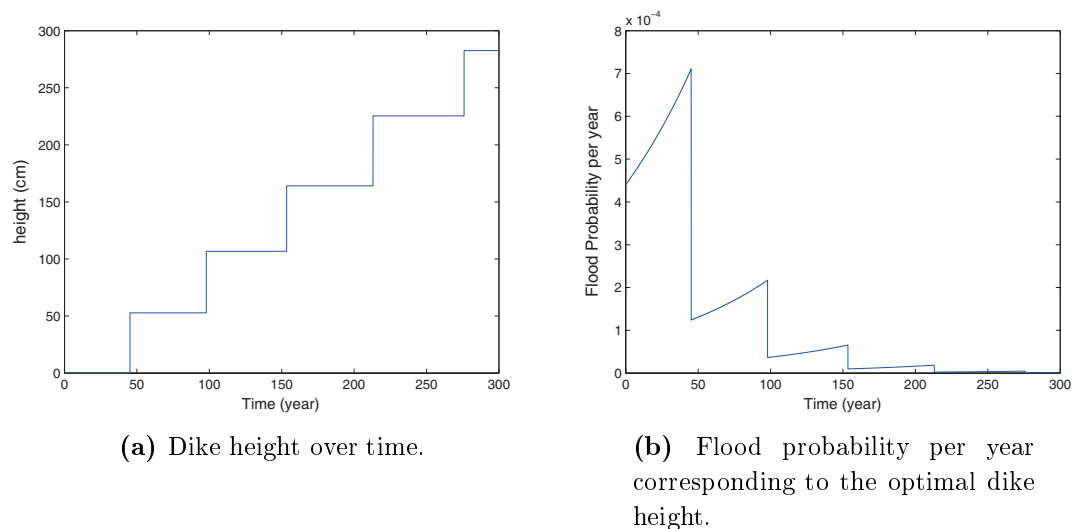 300
250
200
150
100
50
0
height (cm)
0 50 100 150 200 250 300
Time (year)
(a) Dike height over time.
x 10⁻⁴
8
7
6
5
4
3
2
1
0
Flood Probability per year
0 50 100 150 200 250 300
Time (year)
(b) Flood probability per year
corresponding to the optimal dike
height.